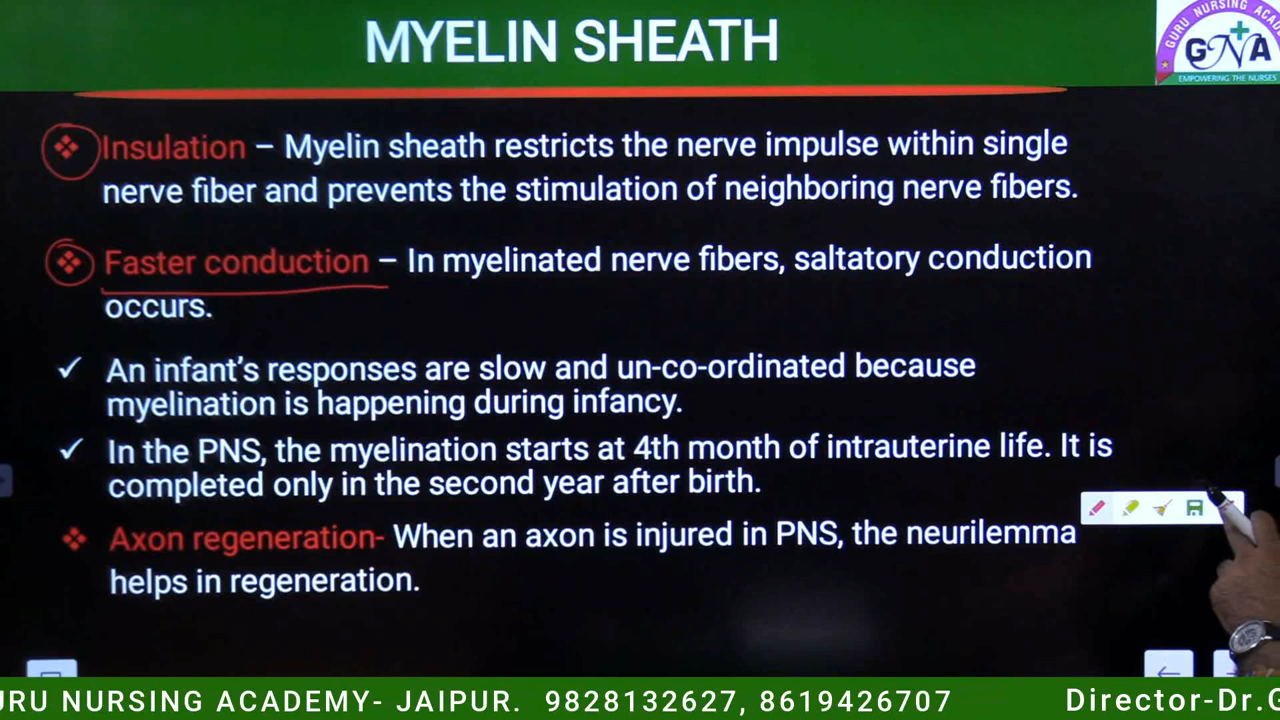 MYELIN SHEATH
GURU NURSING ACAD
GNA
EMPOWERING THE NURSES
❖ Insulation – Myelin sheath restricts the nerve impulse within single
nerve fiber and prevents the stimulation of neighboring nerve fibers.
❖ Faster conduction – In myelinated nerve fibers, saltatory conduction
occurs.
✓ An infant's responses are slow and un-co-ordinated because
myelination is happening during infancy.
✓ In the PNS, the myelination starts at 4th month of intrauterine life. It is
completed only in the second year after birth.
❖ Axon regeneration- When an axon is injured in PNS, the neurilemma
helps in regeneration.
URU NURSING ACADEMY- JAIPUR. 9828132627, 8619426707 Director-Dr.G